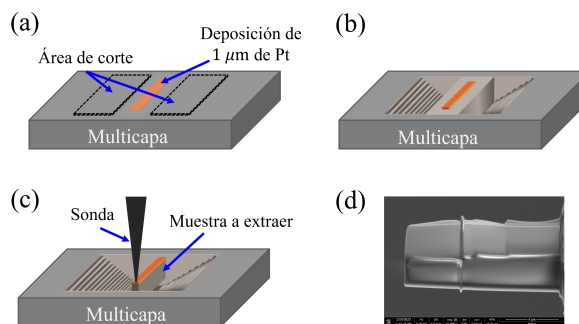 (a)
Deposición de
1 μm de Pt
Área de corte
Multicapa
(b)
Multicapa
(c)
Sonda
Muestra a extraer
Multicapa
(d)